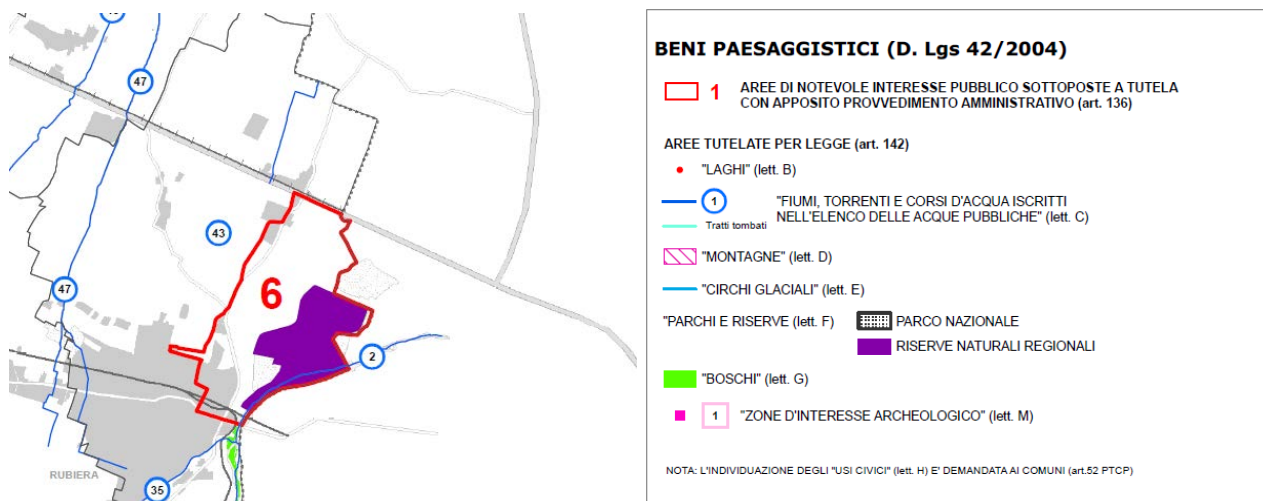 47
43
6
47
2
RUBIERA
35
BENI PAESAGGISTICI (D. Lgs 42/2004)
1 AREE DI NOTEVOLE INTERESSE PUBBLICO SOTTOPOSTE A TUTELA
CON APPOSITO PROVVEDIMENTO AMMINISTRATIVO (art. 136)
AREE TUTELATE PER LEGGE (art. 142)
"LAGHI" (lett. B)
1 "FIUMI, TORRENTI E CORSI D'ACQUA ISCRITTI
NELL'ELENCO DELLE ACQUE PUBBLICHE" (lett. C)
Tratti tombati
"MONTAGNE" (lett. D)
"CIRCHI GLACIALI" (lett. E)
"PARCHI E RISERVE (lett. F) PARCO NAZIONALE
RISERVE NATURALI REGIONALI
"BOSCHI" (lett. G)
1 "ZONE D'INTERESSE ARCHEOLOGICO" (lett. M)
NOTA: L'INDIVIDUAZIONE DEGLI "USI CIVICI" (lett. H) E' DEMANDATA AI COMUNI (art.52 PTCP)